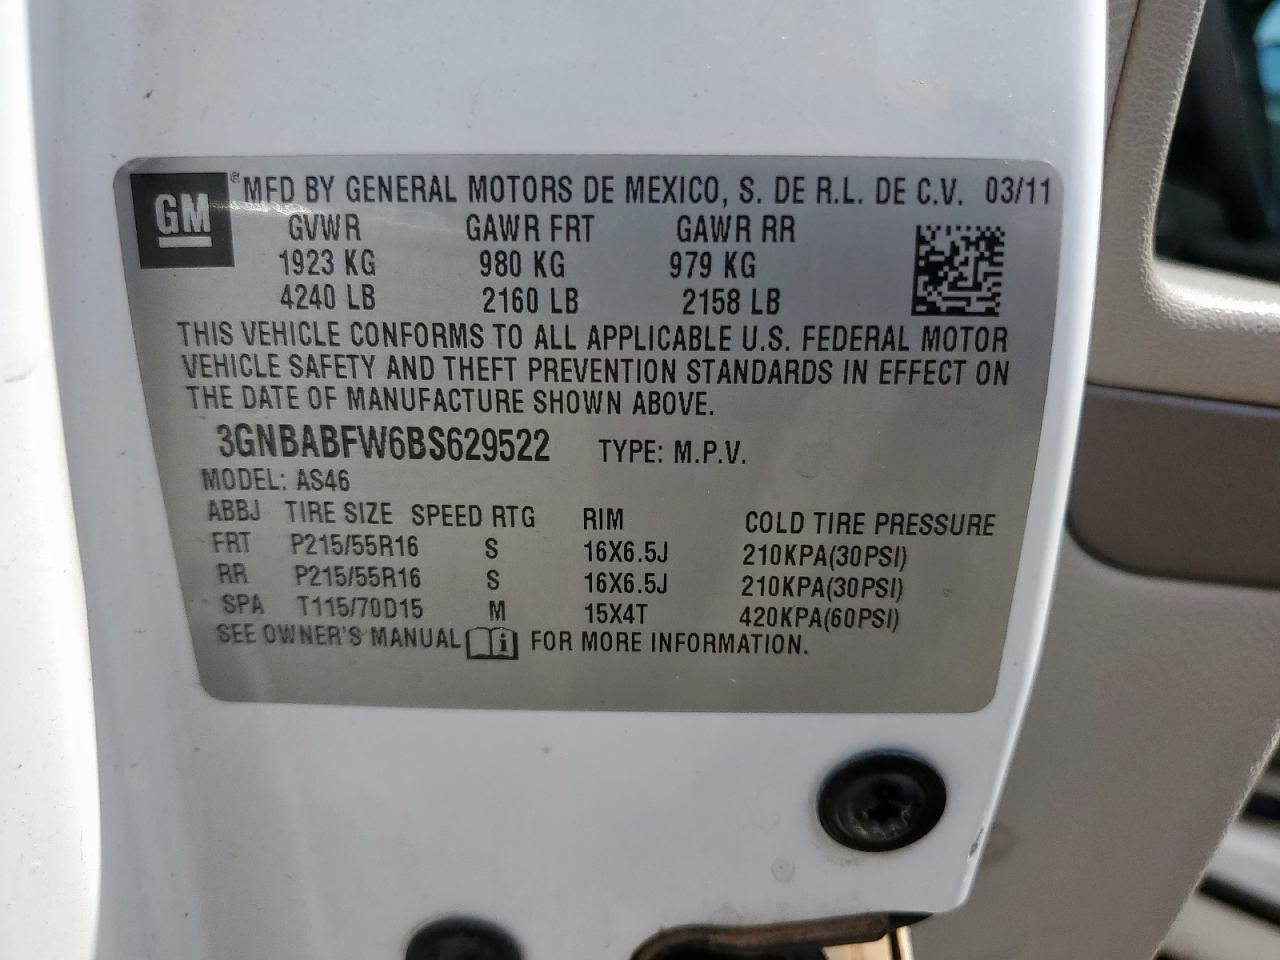 GM ® MFD BY GENERAL MOTORS DE MEXICO, S. DE R.L. DE C.V. 03/11
GVWR GAWR FRT GAWR RR
1923 KG 980 KG 979 KG
4240 LB 2160 LB 2158 LB
THIS VEHICLE CONFORMS TO ALL APPLICABLE U.S. FEDERAL MOTOR
VEHICLE SAFETY AND THEFT PREVENTION STANDARDS IN EFFECT ON
THE DATE OF MANUFACTURE SHOWN ABOVE.
3GNBABFW6BS629522 TYPE: M.P.V.
MODEL: AS46
ABBJ TIRE SIZE SPEED RTG RIM COLD TIRE PRESSURE
FRT P215/55R16 S 16X6.5J 210KPA(30PSI)
RR P215/55R16 S 16X6.5J 210KPA(30PSI)
SPA T115/70D15 M 15X4T 420KPA(60PSI)
SEE OWNER'S MANUAL i FOR MORE INFORMATION.